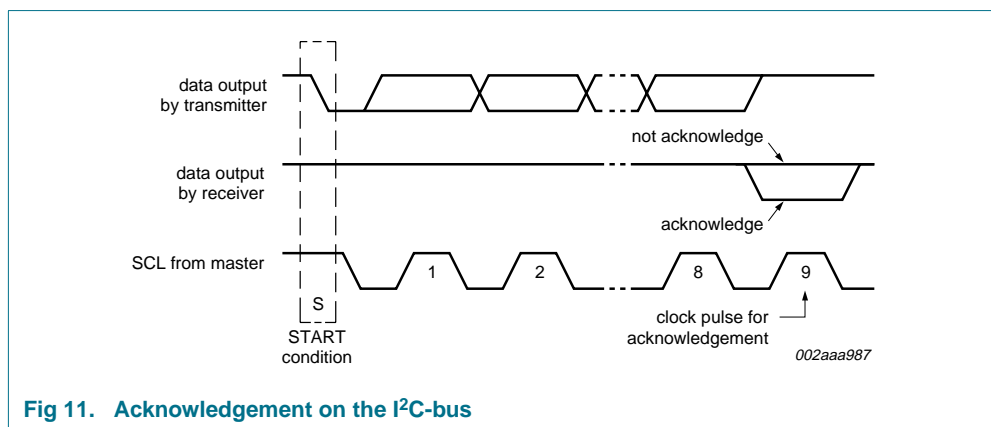 data output
by transmitter
not acknowledge
data output
by receiver
acknowledge
SCL from master
1
2
8
9
S
START
condition
clock pulse for
acknowledgement
002aaa987
Fig 11. Acknowledgement on the I²C-bus